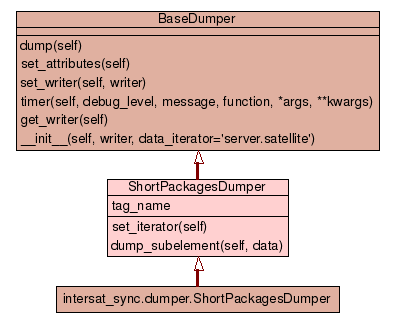 BaseDumper
dump(self)
set_attributes(self)
set_writer(self, writer)
timer(self, debug_level, message, function, *args, **kwargs)
get_writer(self)
__init__(self, writer, data_iterator='server.satellite')
ShortPackagesDumper
tag_name
set_iterator(self)
dump_subelement(self, data)
intersat_sync.dumper.ShortPackagesDumper